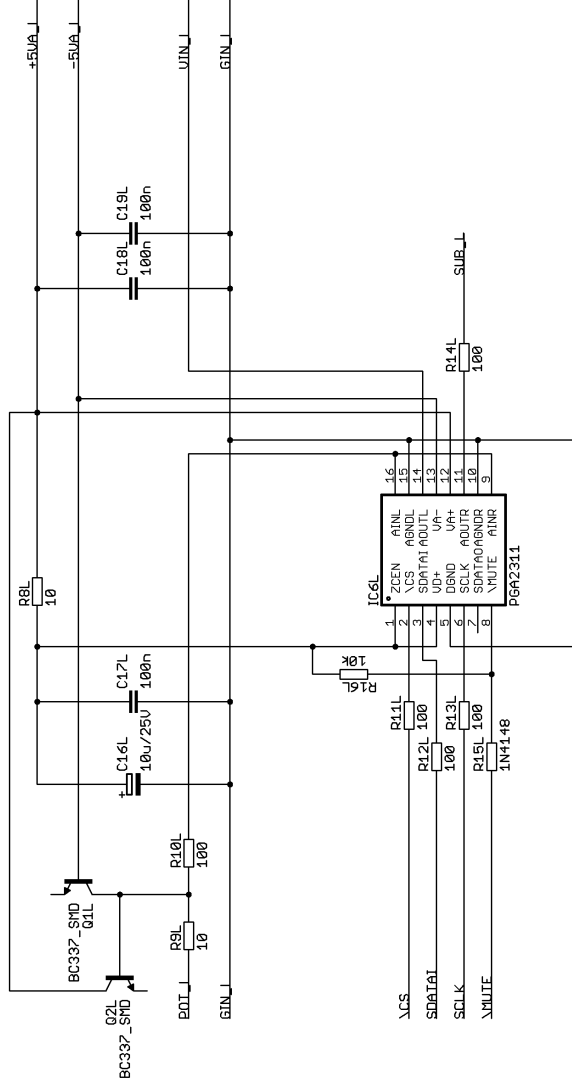 +5VA_L
-5VA_L
VIN_L
GIN_L
C19L
100n
C18L
100n
SUB_L
R14L
100
16
15
14
13
12
11
10
9
AINL
AGNDL
AOUTL
VA-
VA+
AOUTR
AGNDR
AINR
ZCEN
\CS
SDATAI
VD+
DGND
SCLK
SDATAO
\MUTE
IC6L
PGA2311
1
2
3
4
5
6
7
8
R8L
10
R16L
10k
C17L
100n
C16L
10u/25V
+
R11L
100
R12L
100
R13L
100
R15L
1N4148
R10L
100
R9L
10
BC337_SMD
Q1L
Q2L
BC337_SMD
POT_L
GIN_L
\CS
SDATAI
SCLK
\MUTE